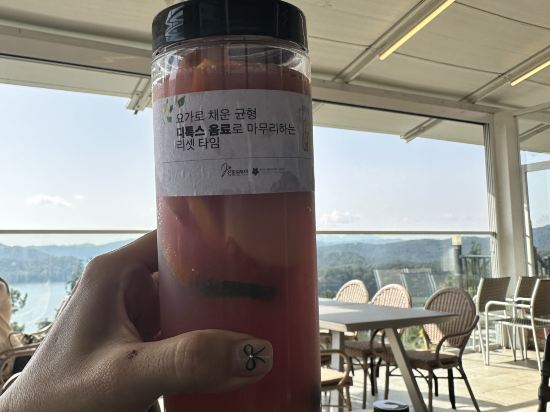 요가로 채운 균형
디톡스 음료로 마무리하는
리셋 타임